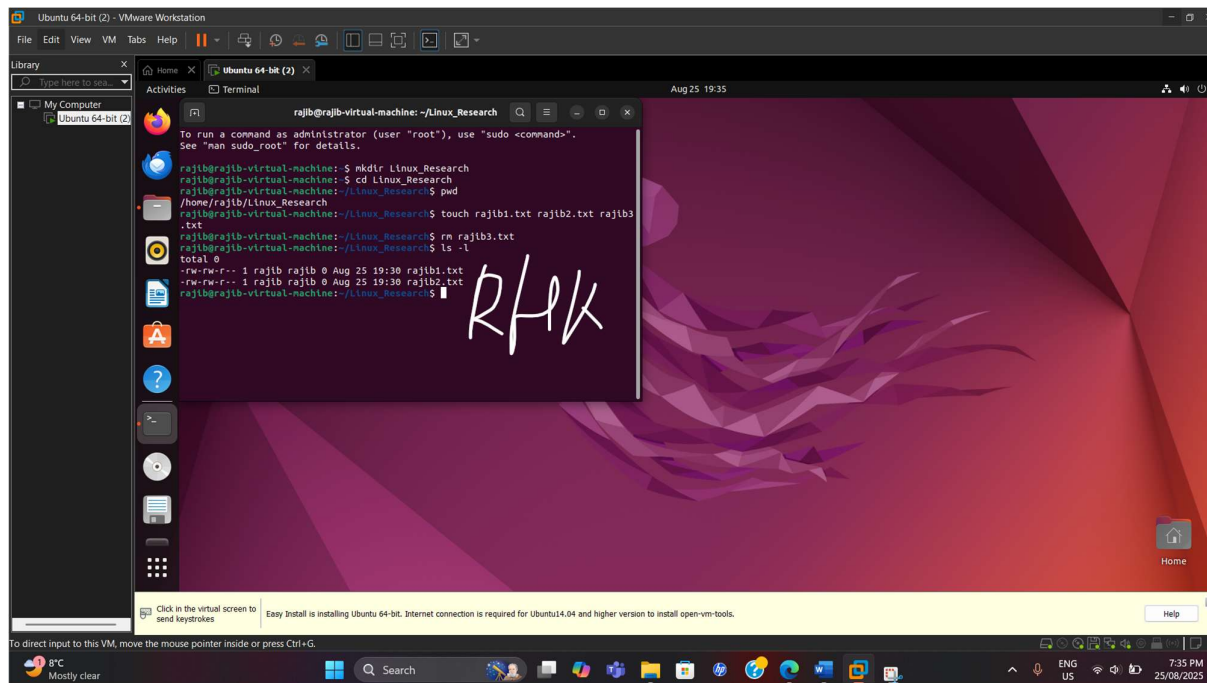 Ubuntu 64-bit (2) - VMware Workstation
File Edit View VM Tabs Help
Library X
Type here to sea...
My Computer
Ubuntu 64-bit (2)
Home
Ubuntu 64-bit (2)
Activities Terminal Aug 25 19:35
rajib@rajib-virtual-machine: ~/Linux_Research
To run a command as administrator (user "root"), use "sudo <command>".
See "man sudo_root" for details.
rajib@rajib-virtual-machine:~$ mkdir Linux_Research
rajib@rajib-virtual-machine:~$ cd Linux_Research
rajib@rajib-virtual-machine:~/Linux_Research$ pwd
/home/rajib/Linux_Research
rajib@rajib-virtual-machine:~/Linux_Research$ touch rajib1.txt rajib2.txt rajib3
.txt
rajib@rajib-virtual-machine:~/Linux_Research$ rm rajib3.txt
rajib@rajib-virtual-machine:~/Linux_Research$ ls -l
total 0
-rw-rw-r-- 1 rajib rajib 0 Aug 25 19:30 rajib1.txt
-rw-rw-r-- 1 rajib rajib 0 Aug 25 19:30 rajib2.txt
rajib@rajib-virtual-machine:~/Linux_Research$
Home
Click in the virtual screen to
send keystrokes
Easy Install is installing Ubuntu 64-bit. Internet connection is required for Ubuntu14.04 and higher version to install open-vm-tools.
Help
To direct input to this VM, move the mouse pointer inside or press Ctrl+G.
1
8°C
Mostly clear
Search
ENG
US
7:35 PM
25/08/2025